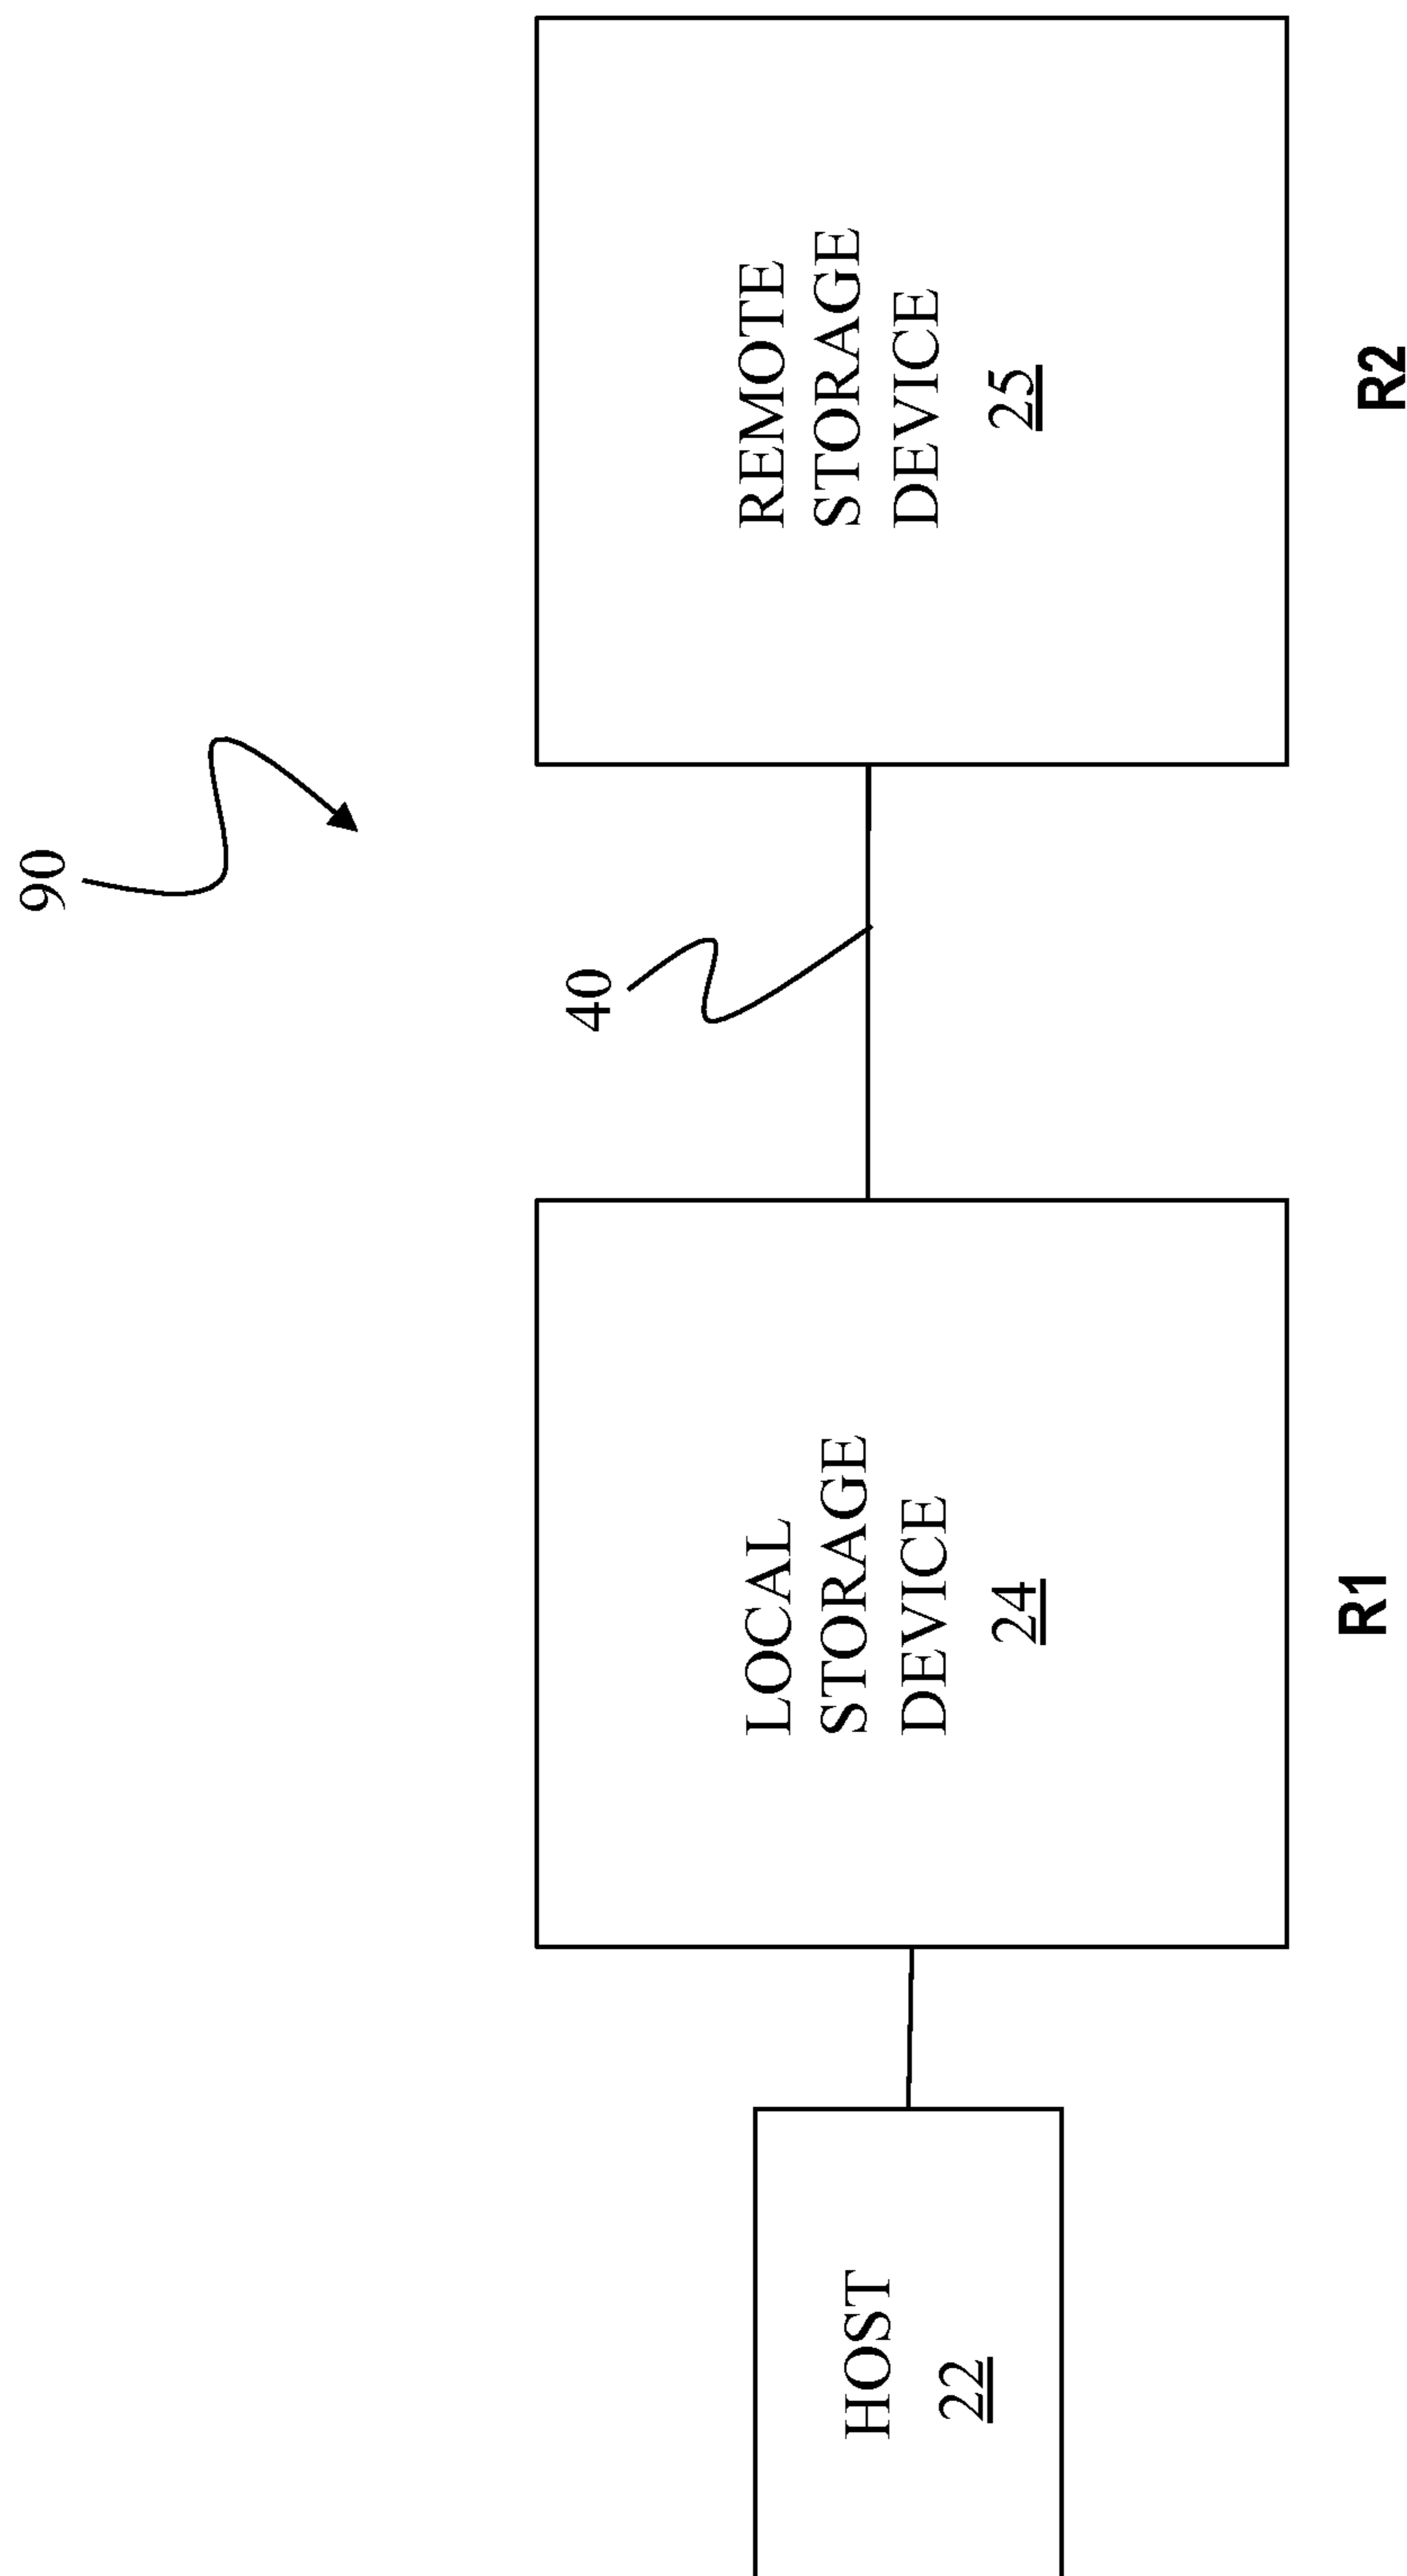 90
40
HOST
22
LOCAL
STORAGE
DEVICE
24
REMOTE
STORAGE
DEVICE
25
R1
R2